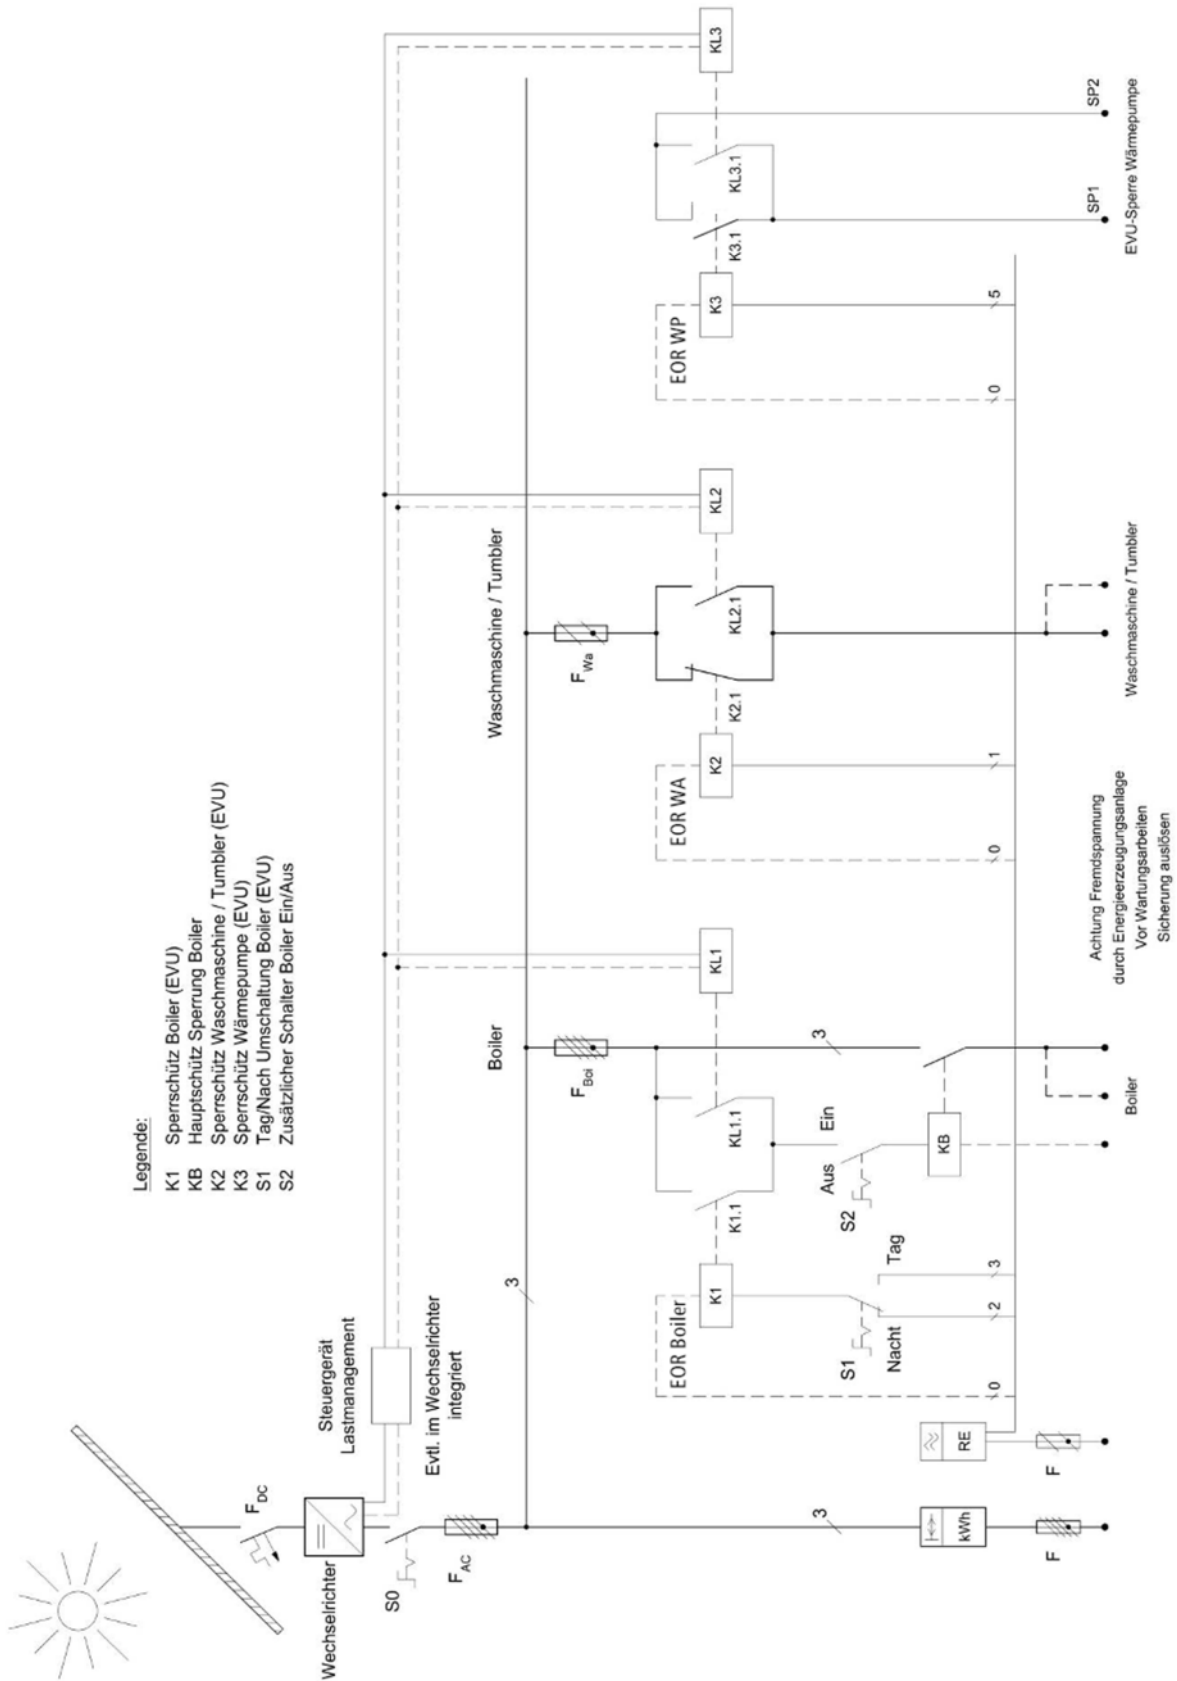 Legende:
K1 Sperrschütz Boiler (EVU)
KB Hauptschütz Sperrung Boiler
K2 Sperrschütz Waschmaschine / Tumbler (EVU)
K3 Sperrschütz Wärmepumpe (EVU)
S1 Tag/Nach Umschaltung Boiler (EVU)
S2 Zusätzlicher Schalter Boiler Ein/Aus
F DC
Wechselrichter
Steuergerät
Lastmanagement
Evtl. im Wechselrichter
integriert
S0
F AC
3
Boiler
Waschmaschine / Tumbler
F Boi
F Wa
EOR Boiler
K1
K1.1
KL1.1
KL1
EOR WA
K2
K2.1
KL2.1
KL2
EOR WP
K3
K3.1
KL3.1
KL3
S1
Nacht
Tag
S2
Aus
Ein
3
KB
3
kWh
RE
0
2
3
0
1
0
5
F
F
Boiler
Achtung Fremdspannung
durch Energieerzeugungsanlage
Vor Wartungsarbeiten
Sicherung auslösen
Waschmaschine / Tumbler
SP1
SP2
EVU-Sperre Wärmepumpe